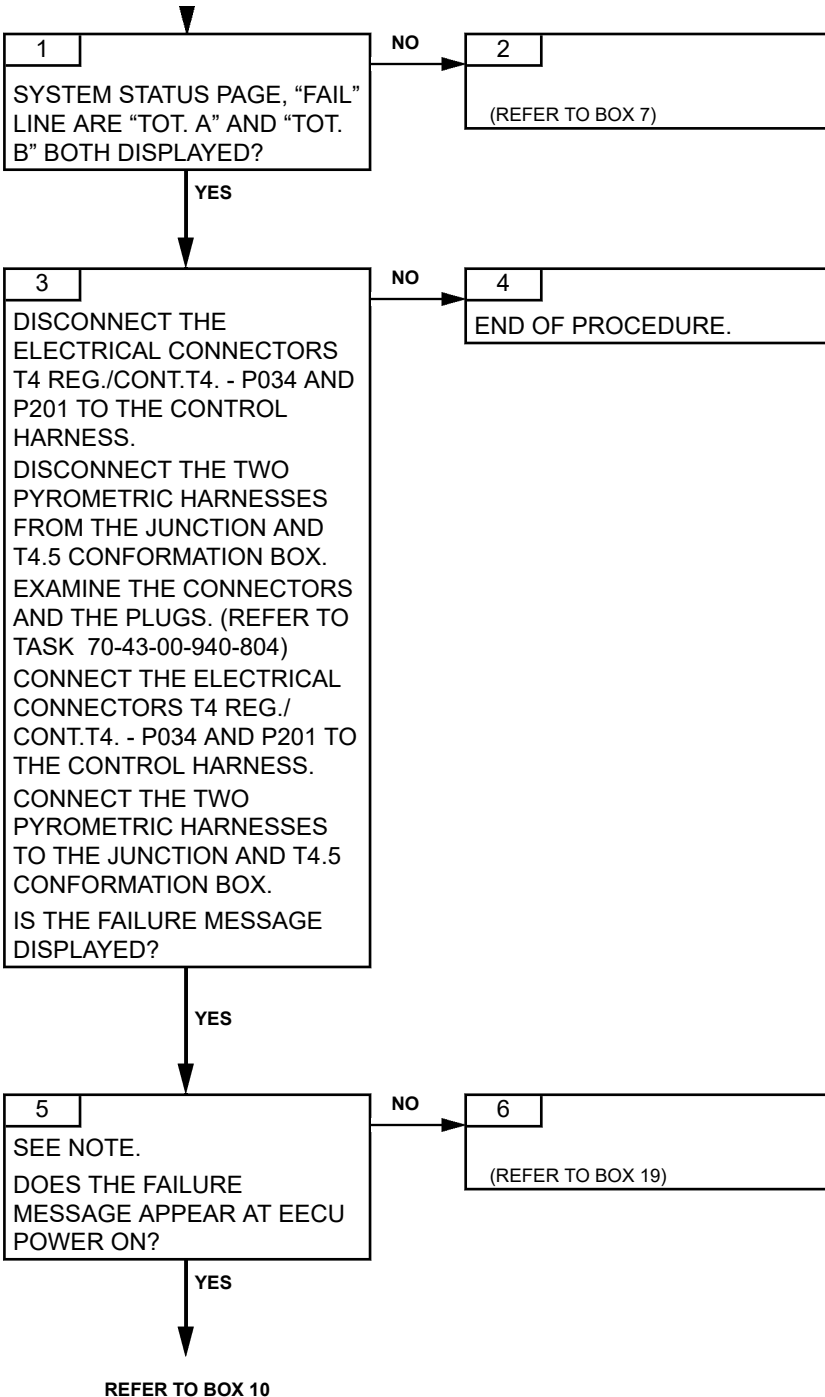 1
NO
2
SYSTEM STATUS PAGE, “FAIL”
LINE ARE “TOT. A” AND “TOT.
B” BOTH DISPLAYED?
(REFER TO BOX 7)
YES
3
NO
4
DISCONNECT THE
ELECTRICAL CONNECTORS
T4 REG./CONT.T4. - P034 AND
P201 TO THE CONTROL
HARNESS.
DISCONNECT THE TWO
PYROMETRIC HARNESSES
FROM THE JUNCTION AND
T4.5 CONFORMATION BOX.
EXAMINE THE CONNECTORS
AND THE PLUGS. (REFER TO
TASK 70-43-00-940-804)
CONNECT THE ELECTRICAL
CONNECTORS T4 REG./
CONT.T4. - P034 AND P201 TO
THE CONTROL HARNESS.
CONNECT THE TWO
PYROMETRIC HARNESSES
TO THE JUNCTION AND T4.5
CONFORMATION BOX.
IS THE FAILURE MESSAGE
DISPLAYED?
END OF PROCEDURE.
YES
5
NO
6
SEE NOTE.
DOES THE FAILURE
MESSAGE APPEAR AT EECU
POWER ON?
(REFER TO BOX 19)
YES
REFER TO BOX 10